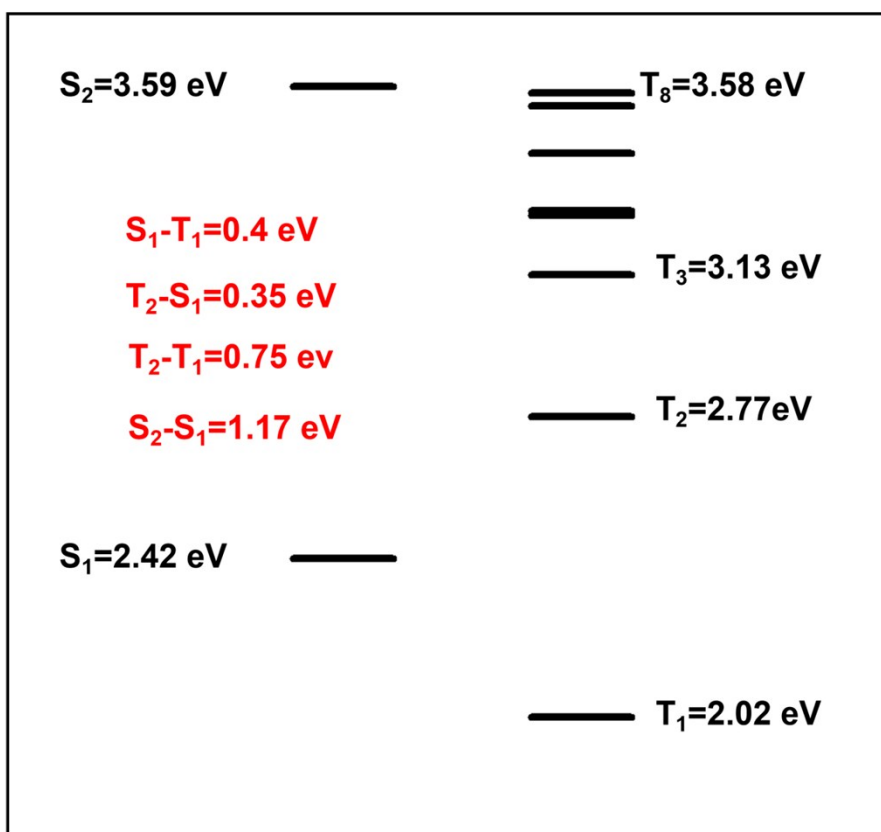 S₂=3.59 eV
T₈=3.58 eV
S₁-T₁=0.4 eV
T₃=3.13 eV
T₂-S₁=0.35 eV
T₂-T₁=0.75 ev
T₂=2.77eV
S₂-S₁=1.17 eV
S₁=2.42 eV
T₁=2.02 eV